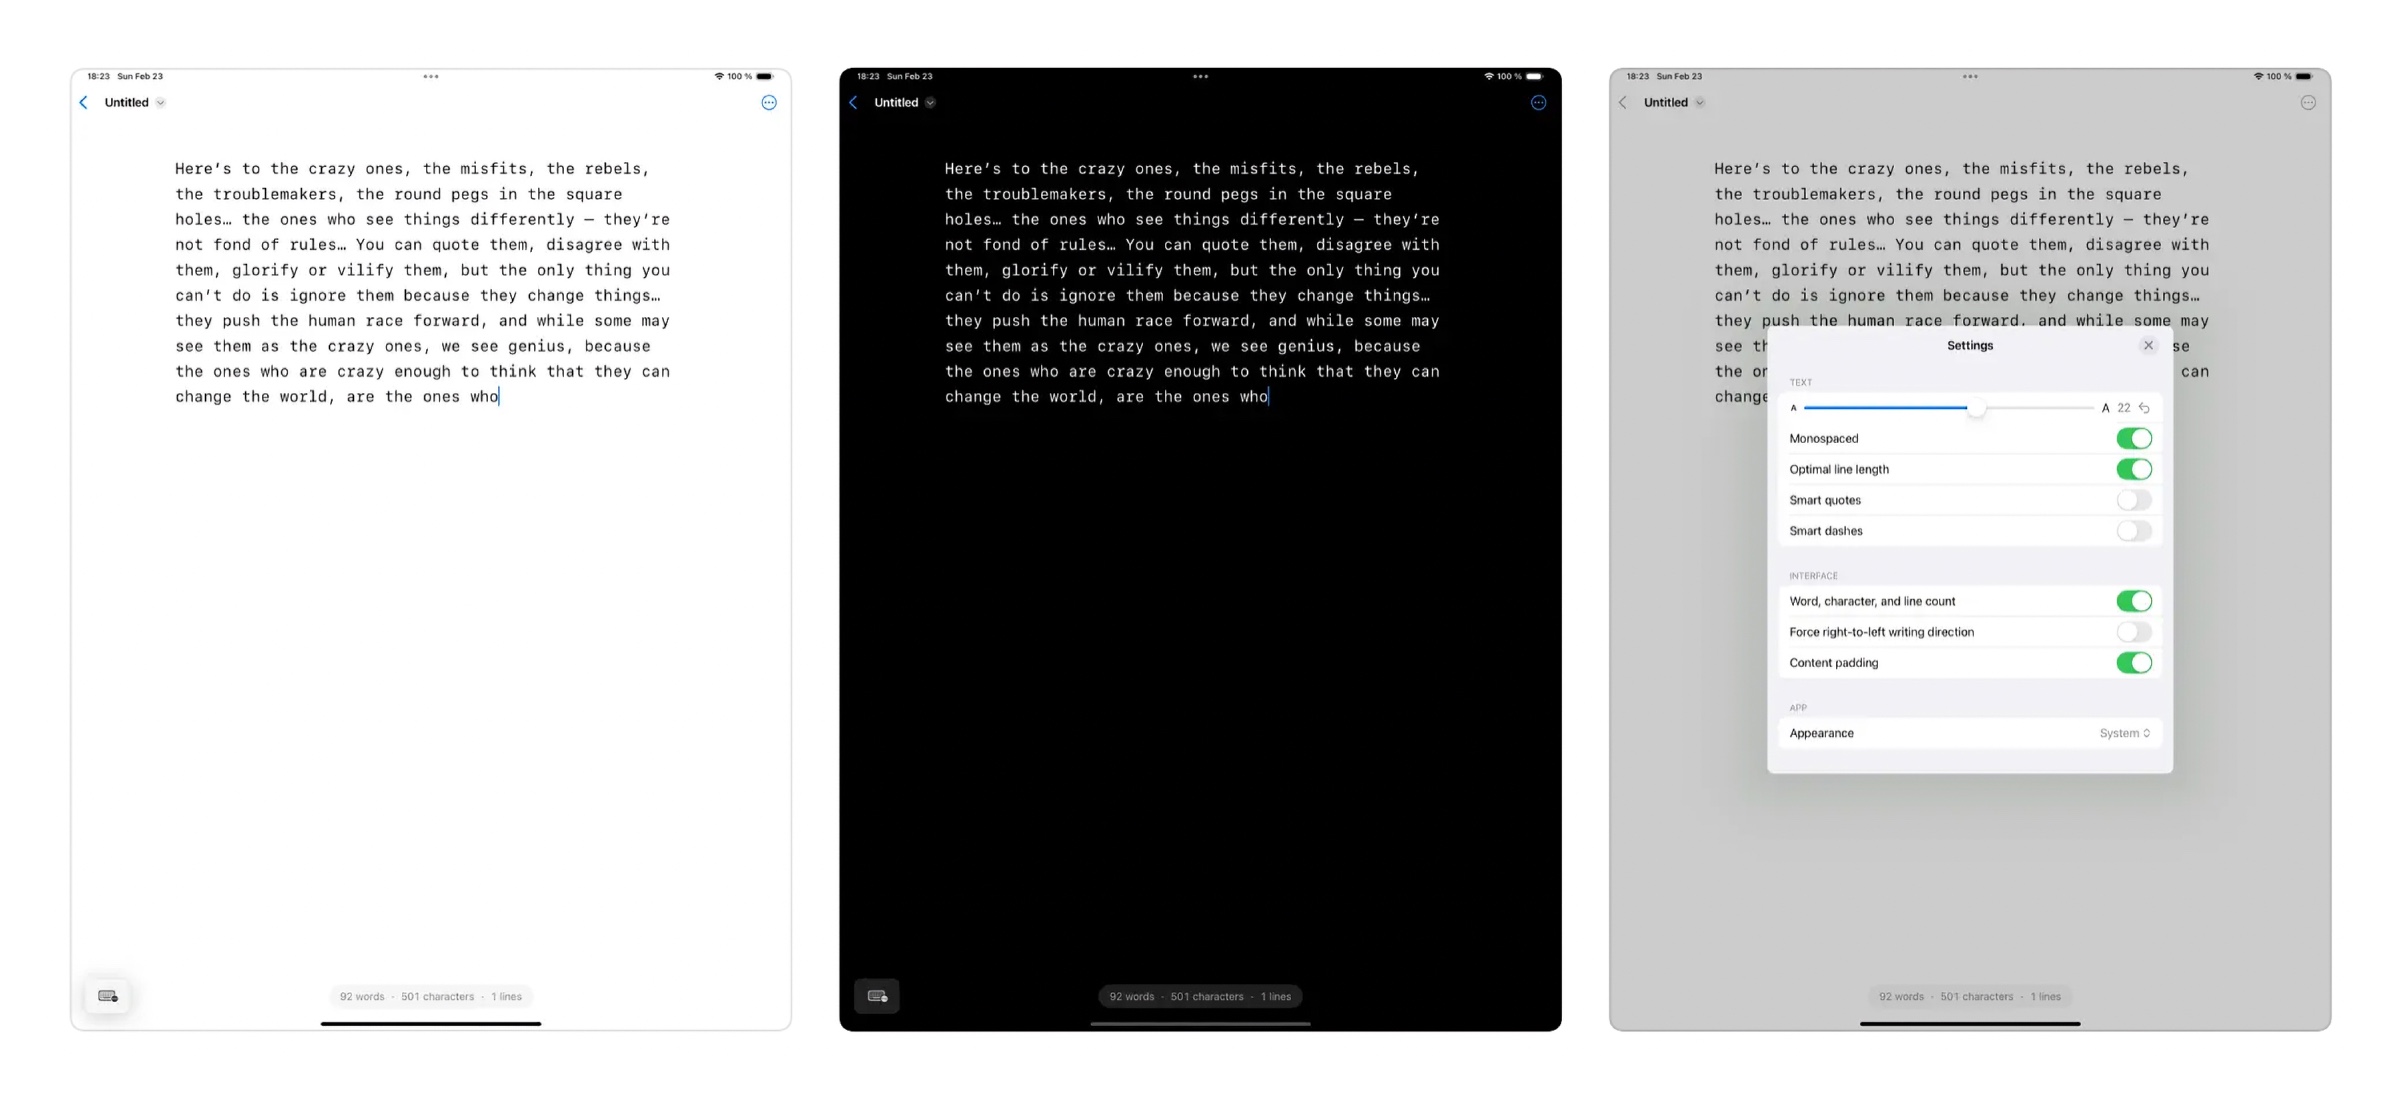 18:23 Sun Feb 23
100 %
Untitled
Here’s to the crazy ones, the misfits, the rebels,
the troublemakers, the round pegs in the square
holes… the ones who see things differently — they’re
not fond of rules… You can quote them, disagree with
them, glorify or vilify them, but the only thing you
can’t do is ignore them because they change things…
they push the human race forward, and while some may
see them as the crazy ones, we see genius, because
the ones who are crazy enough to think that they can
change the world, are the ones who
92 words · 501 characters · 1 lines
18:23 Sun Feb 23
100 %
Untitled
Here’s to the crazy ones, the misfits, the rebels,
the troublemakers, the round pegs in the square
holes… the ones who see things differently — they’re
not fond of rules… You can quote them, disagree with
them, glorify or vilify them, but the only thing you
can’t do is ignore them because they change things…
they push the human race forward, and while some may
see them as the crazy ones, we see genius, because
the ones who are crazy enough to think that they can
change the world, are the ones who
92 words · 501 characters · 1 lines
18:23 Sun Feb 23
100 %
Untitled
Here’s to the crazy ones, the misfits, the rebels,
the troublemakers, the round pegs in the square
holes… the ones who see things differently — they’re
not fond of rules… You can quote them, disagree with
them, glorify or vilify them, but the only thing you
can’t do is ignore them because they change things…
they push the human race forward, and while some may
see
the can
change
Settings
TEXT
A A 22
Monospaced
Optimal line length
Smart quotes
Smart dashes
INTERFACE
Word, character, and line count
Force right-to-left writing direction
Content padding
APP
Appearance System
92 words · 501 characters · 1 lines